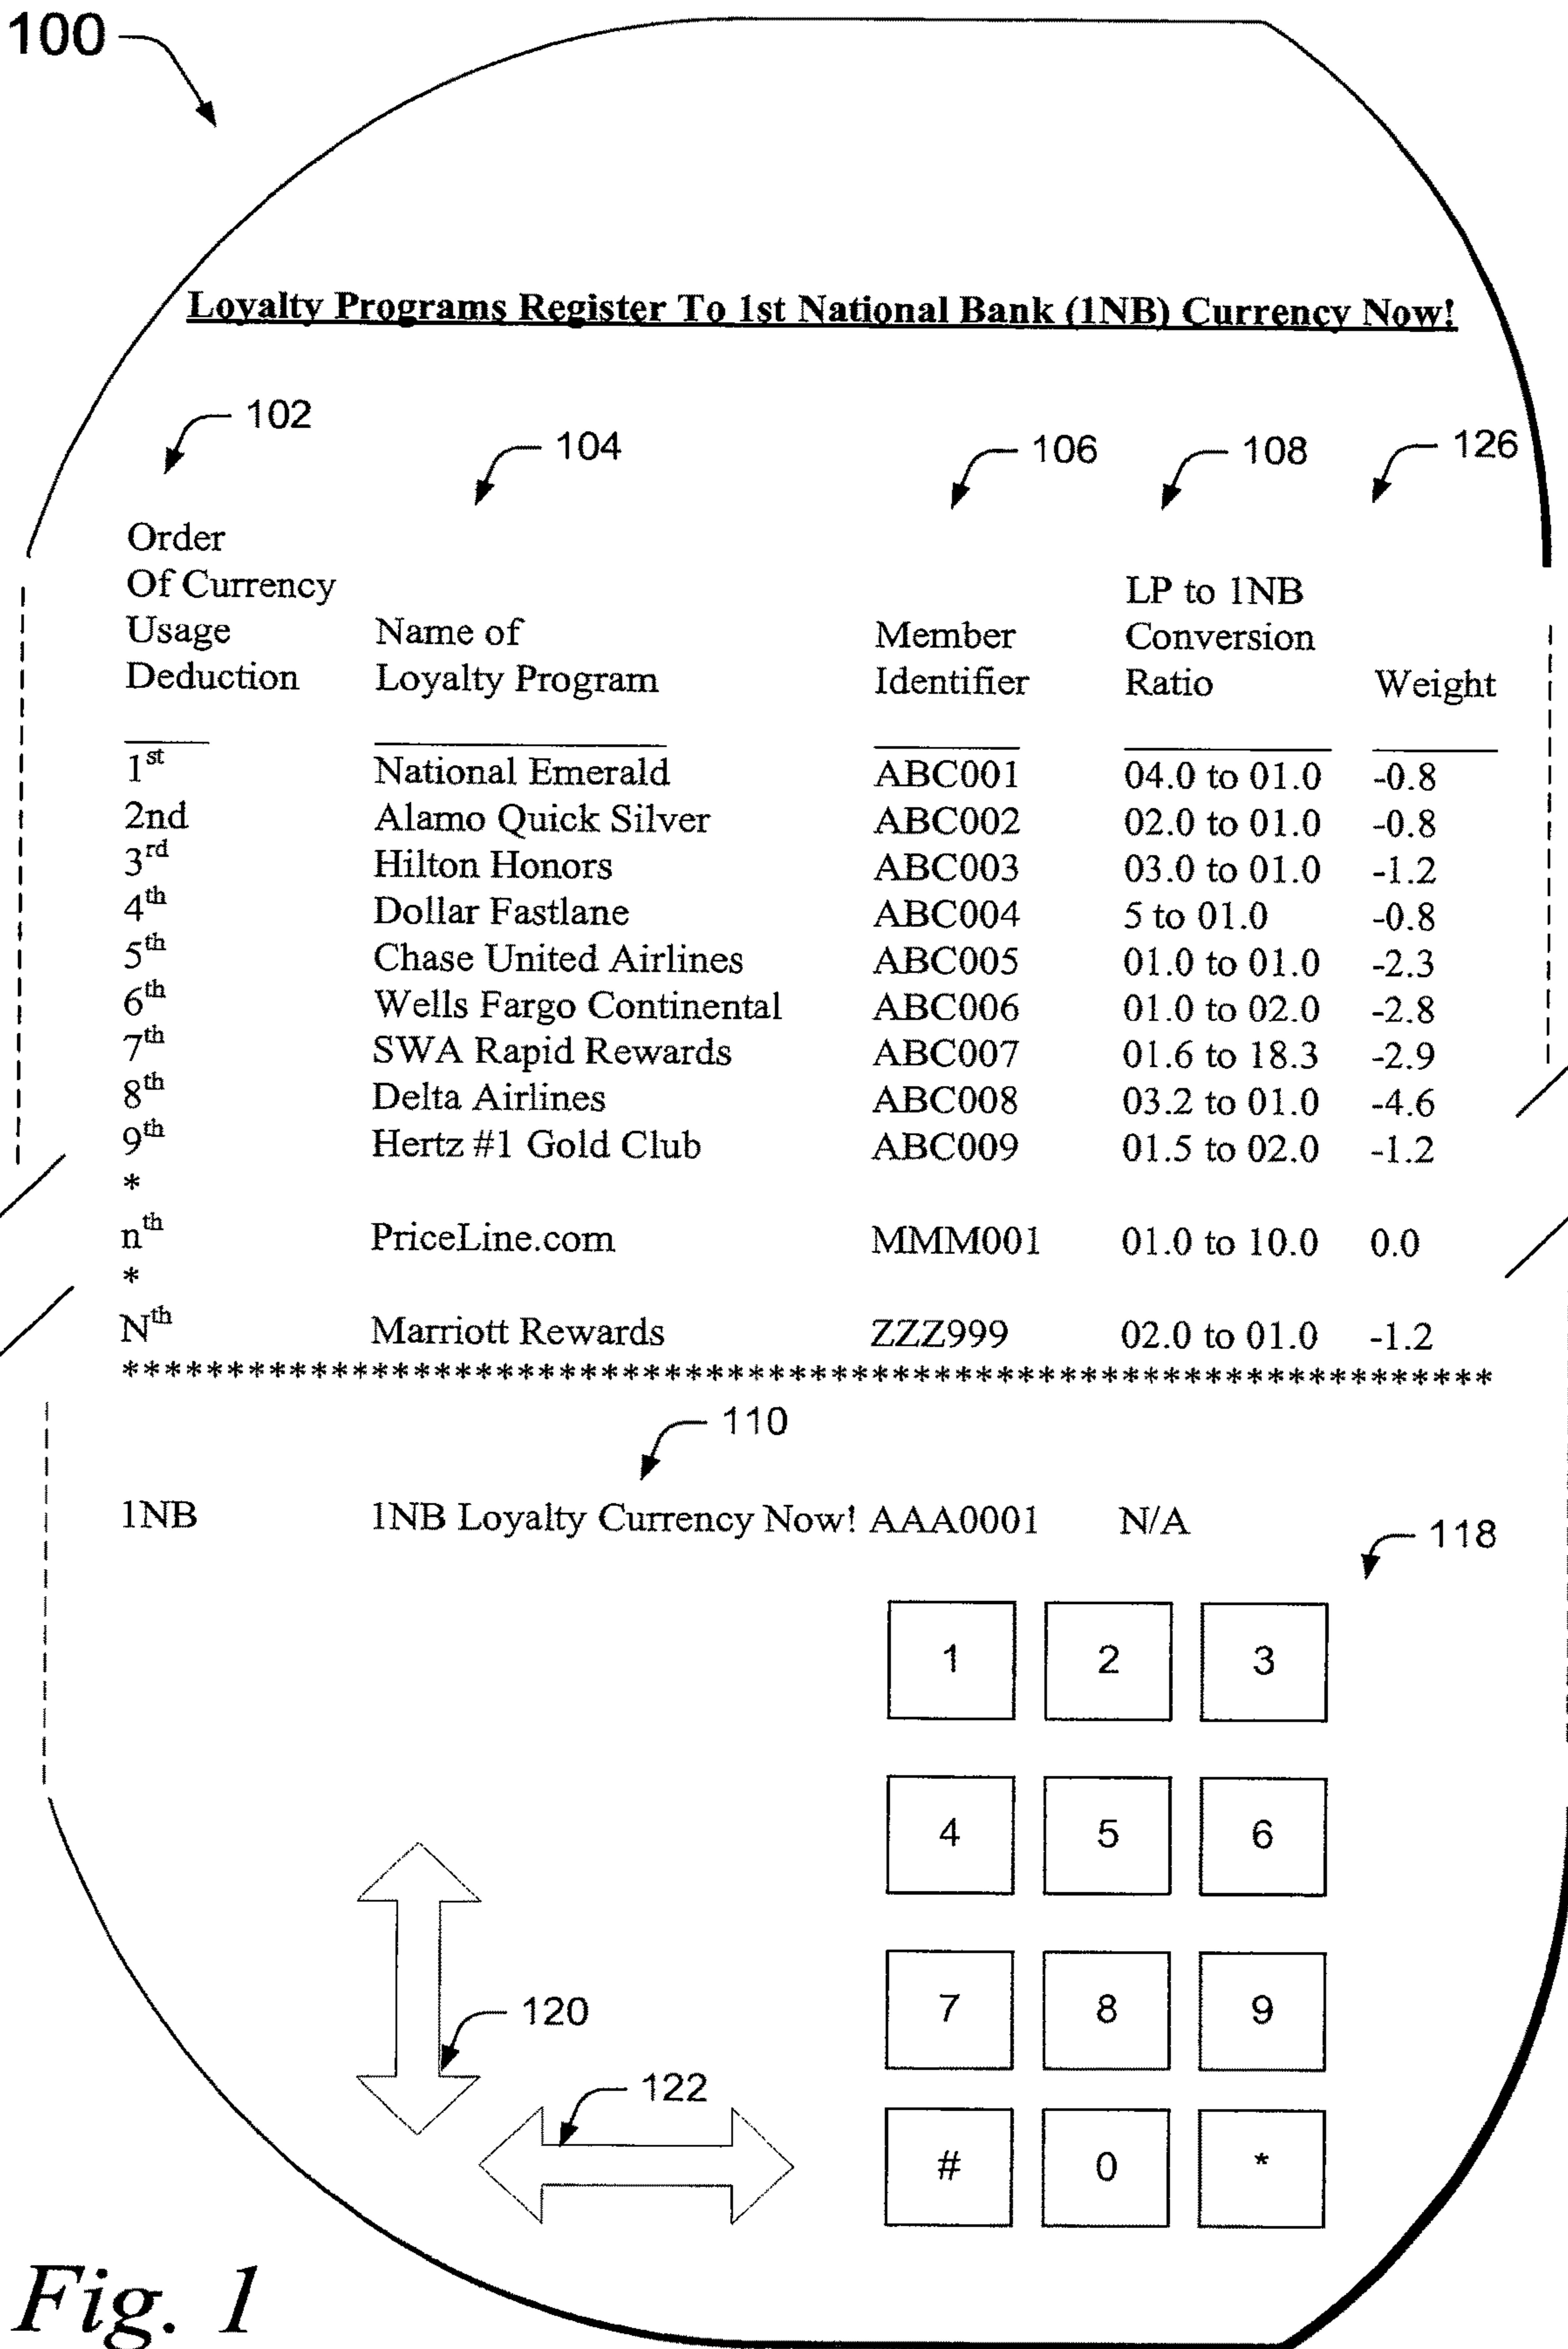 100
Loyalty Programs Register To 1st National Bank (1NB) Currency Now!
102
104
106
108
126
Order
Of Currency
Usage
Deduction
Name of
Loyalty Program
Member
Identifier
LP to 1NB
Conversion
Ratio
Weight
1st National Emerald ABC001 04.0 to 01.0 -0.8
2nd Alamo Quick Silver ABC002 02.0 to 01.0 -0.8
3rd Hilton Honors ABC003 03.0 to 01.0 -1.2
4th Dollar Fastlane ABC004 5 to 01.0 -0.8
5th Chase United Airlines ABC005 01.0 to 01.0 -2.3
6th Wells Fargo Continental ABC006 01.0 to 02.0 -2.8
7th SWA Rapid Rewards ABC007 01.6 to 18.3 -2.9
8th Delta Airlines ABC008 03.2 to 01.0 -4.6
9th Hertz #1 Gold Club ABC009 01.5 to 02.0 -1.2
*
nth PriceLine.com MMM001 01.0 to 10.0 0.0
*
Nth Marriott Rewards ZZZ999 02.0 to 01.0 -1.2
******************************************************************
110
1NB 1NB Loyalty Currency Now! AAA0001 N/A
118
1 2 3
4 5 6
7 8 9
# 0 *
120
122
Fig. 1